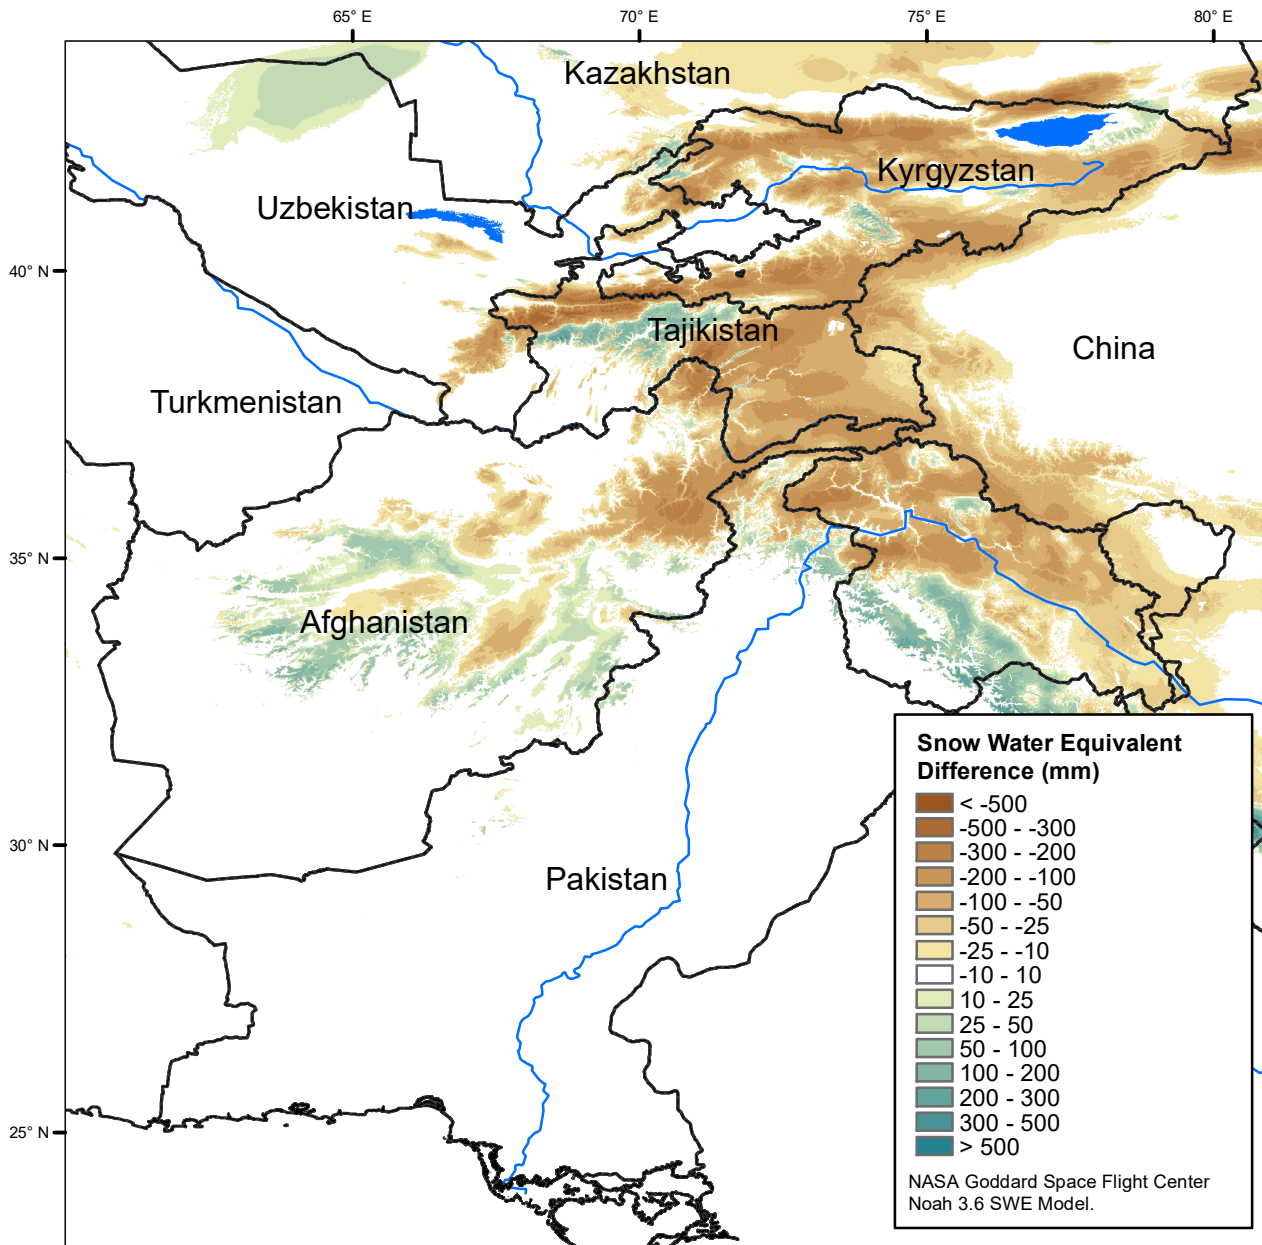 65° E
70° E
75° E
80° E
Kazakhstan
Kyrgyzstan
Uzbekistan
40° N
Tajikistan
China
Turkmenistan
35° N
Afghanistan
30° N
Pakistan
25° N
Snow Water Equivalent
Difference (mm)
< -500
-500 - -300
-300 - -200
-200 - -100
-100 - -50
-50 - -25
-25 - -10
-10 - 10
10 - 25
25 - 50
50 - 100
100 - 200
200 - 300
300 - 500
> 500
NASA Goddard Space Flight Center
Noah 3.6 SWE Model.